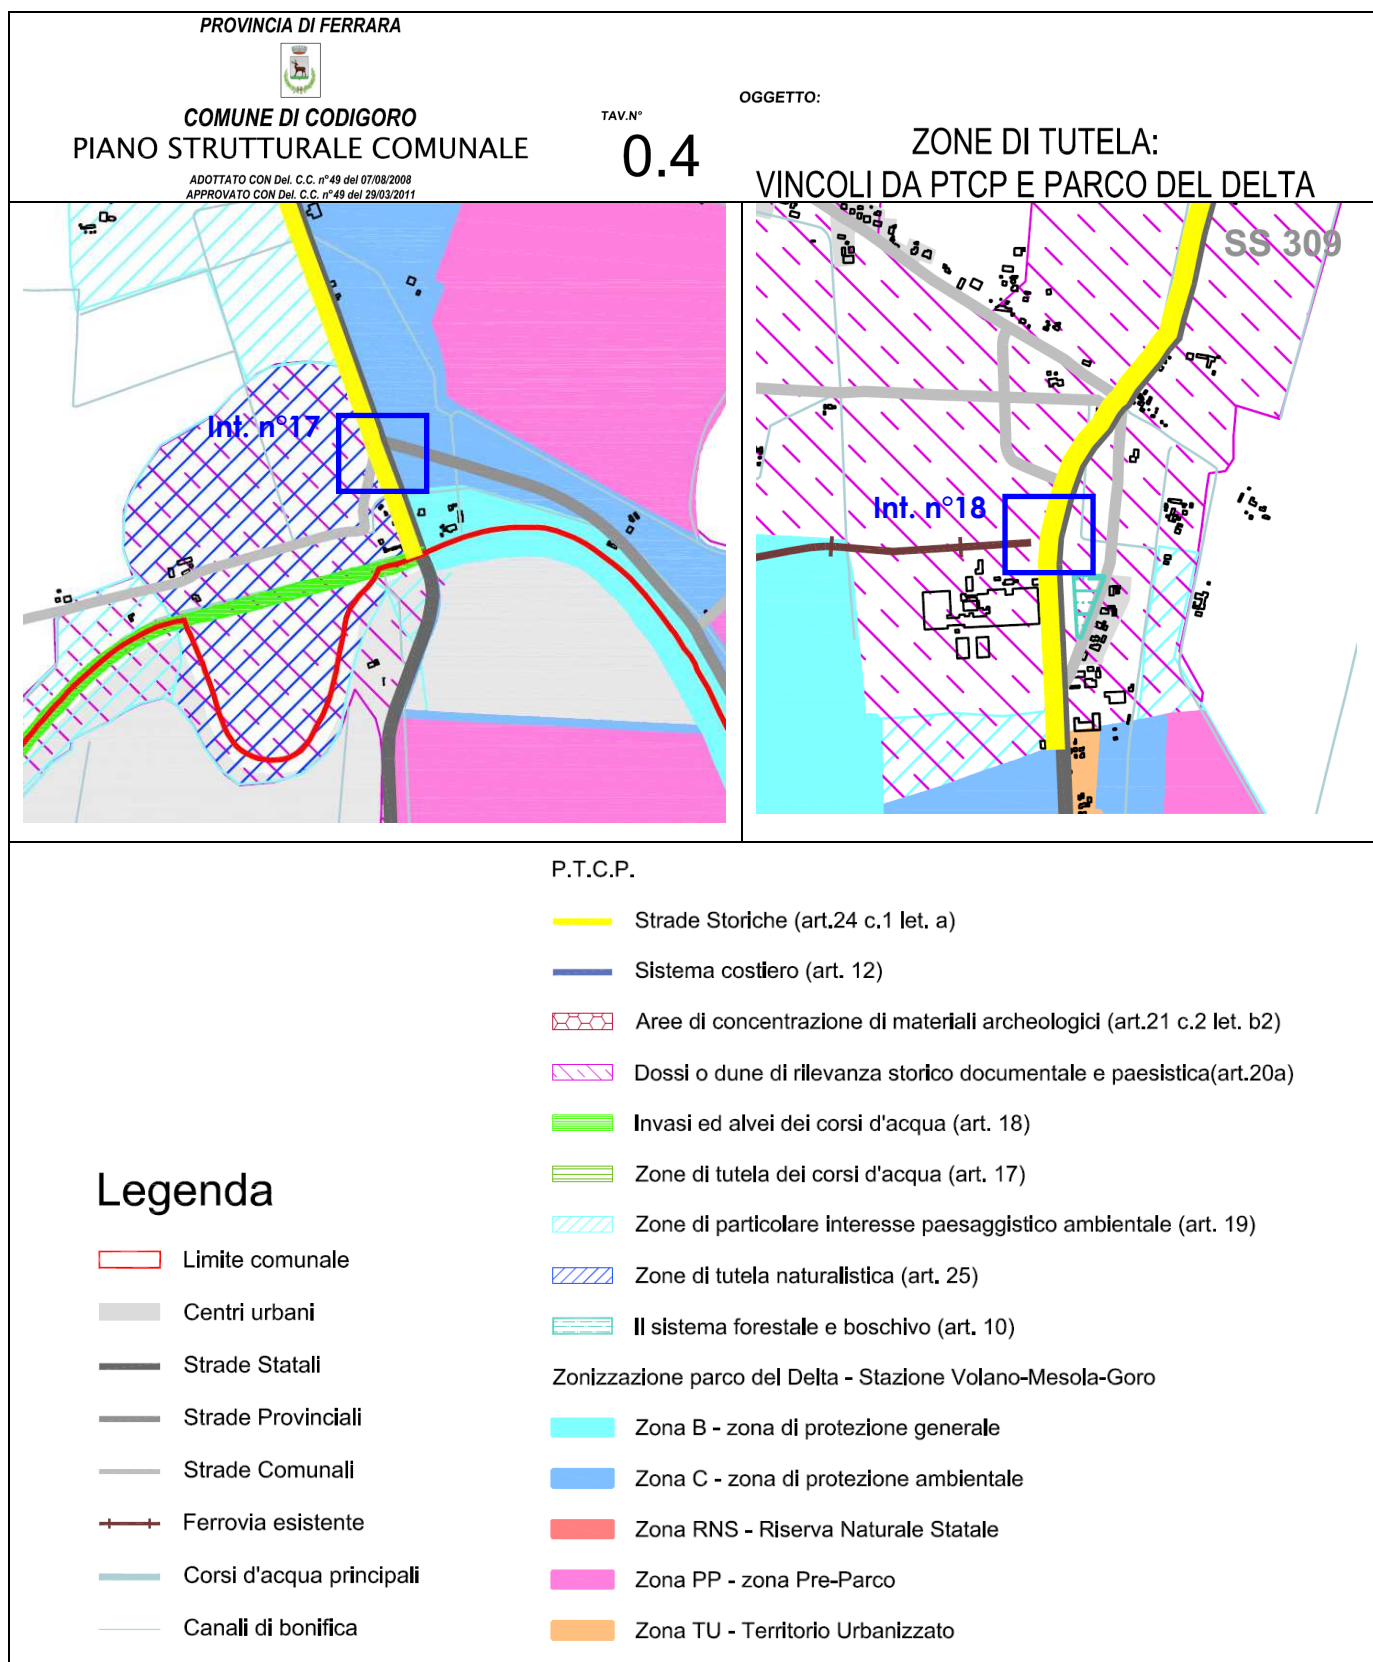 PROVINCIA DI FERRARA
COMUNE DI CODIGORO
PIANO STRUTTURALE COMUNALE
ADOTTATO CON Del. C.C. n°49 del 07/08/2008
APPROVATO CON Del. C.C. n°49 del 29/03/2011
TAV.N°
0.4
OGGETTO:
ZONE DI TUTELA:
VINCOLI DA PTCP E PARCO DEL DELTA
Int. n°17
SS 309
Int. n°18
Legenda
Limite comunale
Centri urbani
Strade Statali
Strade Provinciali
Strade Comunali
Ferrovia esistente
Corsi d'acqua principali
Canali di bonifica
P.T.C.P.
Strade Storiche (art.24 c.1 let. a)
Sistema costiero (art. 12)
Aree di concentrazione di materiali archeologici (art.21 c.2 let. b2)
Dossi o dune di rilevanza storico documentale e paesistica(art.20a)
Invasi ed alvei dei corsi d'acqua (art. 18)
Zone di tutela dei corsi d'acqua (art. 17)
Zone di particolare interesse paesaggistico ambientale (art. 19)
Zone di tutela naturalistica (art. 25)
Il sistema forestale e boschivo (art. 10)
Zonizzazione parco del Delta - Stazione Volano-Mesola-Goro
Zona B - zona di protezione generale
Zona C - zona di protezione ambientale
Zona RNS - Riserva Naturale Statale
Zona PP - zona Pre-Parco
Zona TU - Territorio Urbanizzato